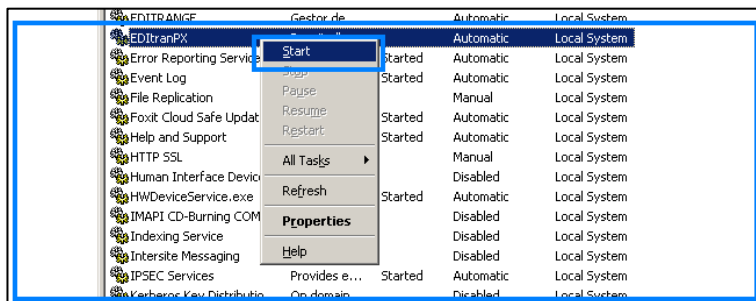 EDITRANGE Gestor de Automatic Local System
EDItranPX Automatic Local System
Start
Error Reporting Service Started Automatic Local System
Stop
Event Log Started Automatic Local System
Pause
File Replication Manual Local System
Resume
Foxit Cloud Safe Updat Started Automatic Local System
Restart
Help and Support Started Automatic Local System
HTTP SSL Manual Local System
All Tasks
Human Interface Devic Disabled Local System
Refresh
HWDeviceService.exe Started Automatic Local System
IMAPI CD-Burning COM Disabled Local System
Properties
Indexing Service Disabled Local System
Help
Intersite Messaging Disabled Local System
IPSEC Services Provides e... Started Automatic Local System
Kerberos Key Distributio On domain Disabled Local System